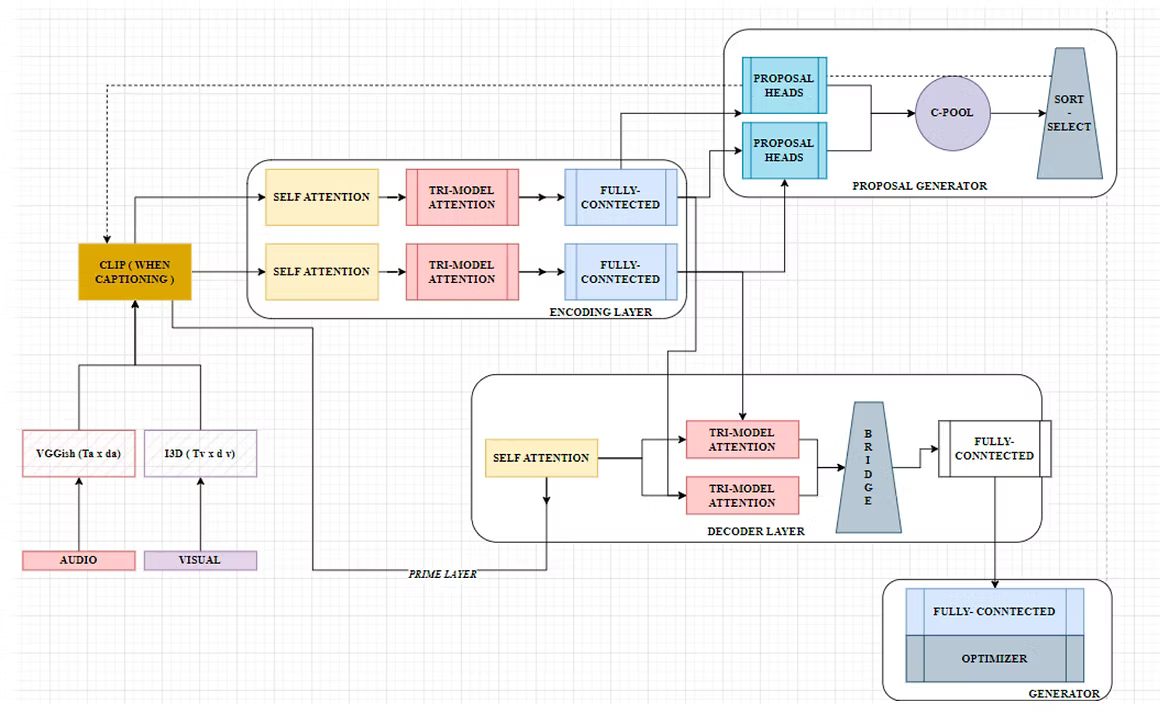 PROPOSAL
HEADS
C-POOL
SORT
-
SELECT
PROPOSAL
HEADS
PROPOSAL GENERATOR
SELF ATTENTION
TRI-MODEL
ATTENTION
FULLY-
CONNTECTED
CLIP ( WHEN
CAPTIONING )
SELF ATTENTION
TRI-MODEL
ATTENTION
FULLY-
CONNTECTED
ENCODING LAYER
VGGish (Ta x da)
I3D ( Tv x d v)
AUDIO
VISUAL
PRIME LAYER
SELF ATTENTION
TRI-MODEL
ATTENTION
TRI-MODEL
ATTENTION
B
R
I
D
G
E
FULLY-
CONNTECTED
DECODER LAYER
FULLY- CONNTECTED
OPTIMIZER
GENERATOR